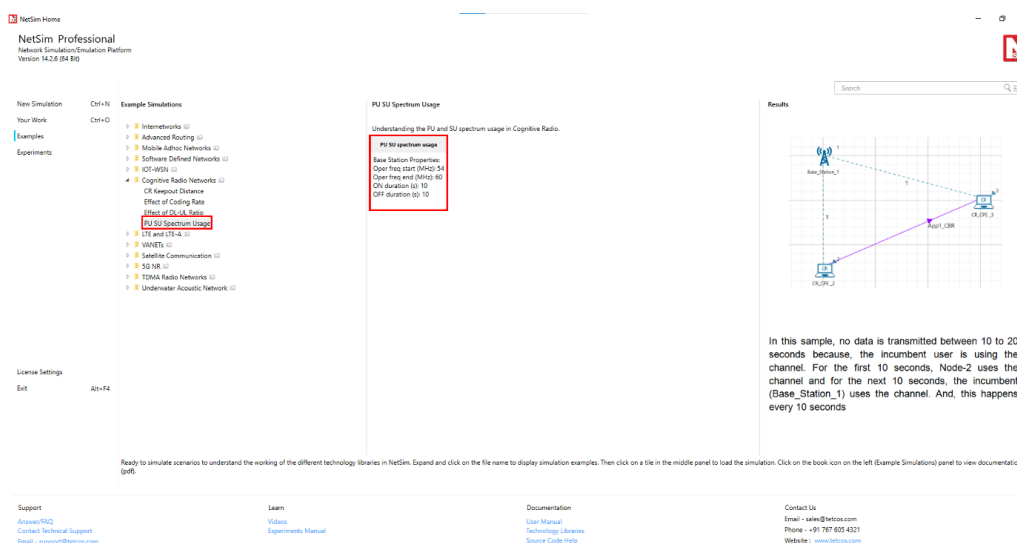 NetSim Home
NetSim Professional
Network Simulation/Emulation Platform
Version 14.2.6 (64 Bit)
Search
New Simulation Ctrl+N
Your Work Ctrl+O
Examples
Experiments
License Settings
Exit Alt+F4
Example Simulations
Internetworks
Advanced Routing
Mobile Adhoc Networks
Software Defined Networks
IOT-WSN
Cognitive Radio Networks
CR Keepout Distance
Effect of Coding Rate
Effect of DL-UL Ratio
PU SU Spectrum Usage
LTE and LTE-A
VANETs
Satellite Communication
5G NR
TDMA Radio Networks
Underwater Acoustic Network
PU SU Spectrum Usage
Understanding the PU and SU spectrum usage in Cognitive Radio.
PU SU spectrum usage
Base Station Properties:
Oper freq start (MHz): 54
Oper freq end (MHz): 60
ON duration (s): 10
OFF duration (s): 10
Results
1
Base_Station_1
1
3
CR
CR_CPE_3
App1_CBR
1
2
CR
CR_CPE_2
In this sample, no data is transmitted between 10 to 20
seconds because, the incumbent user is using the
channel. For the first 10 seconds, Node-2 uses the
channel and for the next 10 seconds, the incumbent
(Base_Station_1) uses the channel. And, this happens
every 10 seconds
Ready to simulate scenarios to understand the working of the different technology libraries in NetSim. Expand and click on the file name to display simulation examples. Then click on a tile in the middle panel to load the simulation. Click on the book icon on the left (Example Simulations) panel to view documentatio
(pdf).
Support
Answer/FAQ
Contact Technical Support
Email - support@tetcos.com
Learn
Videos
Experiments Manual
Documentation
User Manual
Technology Libraries
Source Code Help
Contact Us
Email - sales@tetcos.com
Phone - +91 767 605 4321
Website : www.tetcos.com